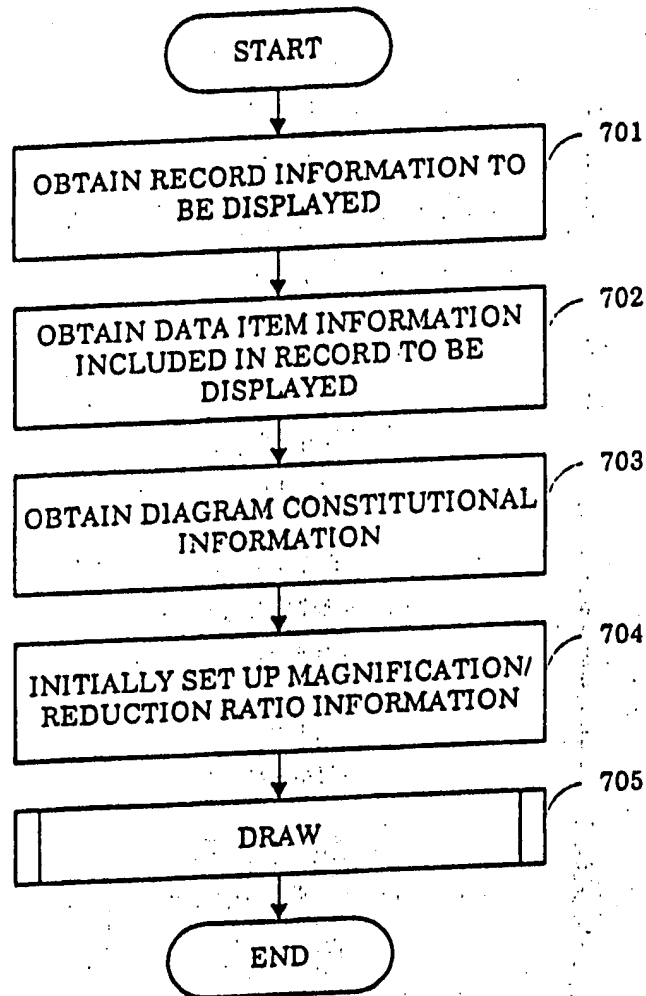 START
701
OBTAIN RECORD INFORMATION TO
BE DISPLAYED
702
OBTAIN DATA ITEM INFORMATION
INCLUDED IN RECORD TO BE
DISPLAYED
703
OBTAIN DIAGRAM CONSTITUTIONAL
INFORMATION
704
INITIALLY SET UP MAGNIFICATION/
REDUCTION RATIO INFORMATION
705
DRAW
END